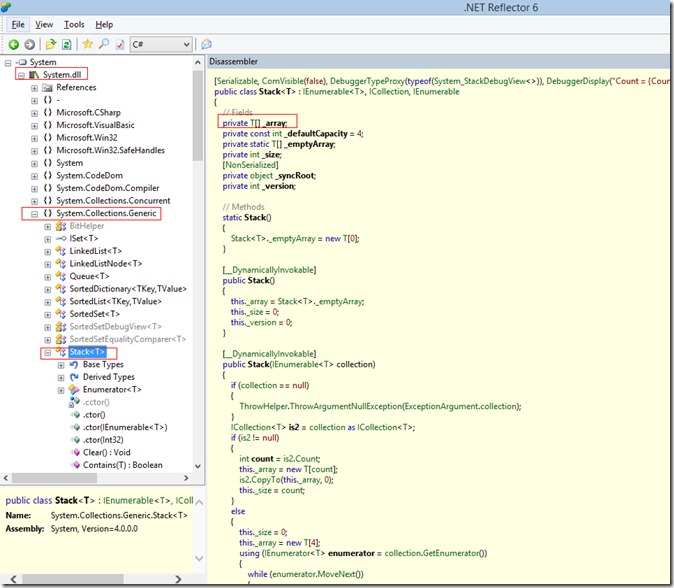 .NET Reflector 6
File View Tools Help
C#
System
System.dll
References
{} -
{} Microsoft.CSharp
{} Microsoft.VisualBasic
{} Microsoft.Win32
{} Microsoft.Win32.SafeHandles
{} System
{} System.CodeDom
{} System.CodeDom.Compiler
{} System.Collections.Concurrent
{} System.Collections.Generic
BitHelper
ISet<T>
LinkedList<T>
LinkedListNode<T>
Queue<T>
SortedDictionary<TKey,TValue>
SortedList<TKey,TValue>
SortedSet<T>
SortedSetDebugView<T>
SortedSetEqualityComparer<T>
Stack<T>
Base Types
Derived Types
Enumerator<T>
.cctor()
.ctor()
.ctor(IEnumerable<T>)
.ctor(Int32)
Clear() : Void
Contains(T) : Boolean
public class Stack<T> : IEnumerable<T>, ICol
Name: System.Collections.Generic.Stack<T>
Assembly: System, Version=4.0.0.0
Disassembler
[Serializable, ComVisible(false), DebuggerTypeProxy(typeof(System_StackDebugView<>)), DebuggerDisplay("Count = {Coun
public class Stack<T> : IEnumerable<T>, ICollection, IEnumerable
{
// Fields
private T[] _array;
private const int _defaultCapacity = 4;
private static T[] _emptyArray;
private int _size;
[NonSerialized]
private object _syncRoot;
private int _version;
// Methods
static Stack()
{
Stack<T>._emptyArray = new T[0];
}
[__DynamicallyInvokable]
public Stack()
{
this._array = Stack<T>._emptyArray;
this._size = 0;
this._version = 0;
}
[__DynamicallyInvokable]
public Stack(IEnumerable<T> collection)
{
if (collection == null)
{
ThrowHelper.ThrowArgumentNullException(ExceptionArgument.collection);
}
ICollection<T> is2 = collection as ICollection<T>;
if (is2 != null)
{
int count = is2.Count;
this._array = new T[count];
is2.CopyTo(this._array, 0);
this._size = count;
}
else
{
this._size = 0;
this._array = new T[4];
using (IEnumerator<T> enumerator = collection.GetEnumerator())
{
while (enumerator.MoveNext())